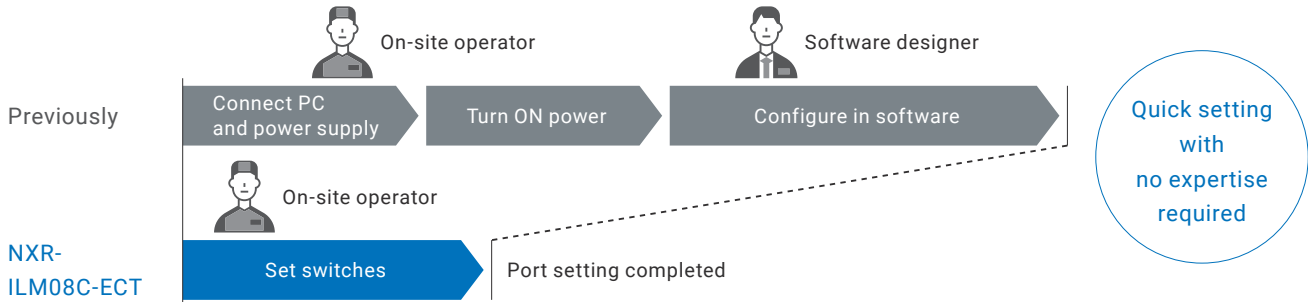 On-site operator
Software designer
Previously
Connect PC
and power supply
Turn ON power
Configure in software
Quick setting
with
no expertise
required
On-site operator
NXR-
ILM08C-ECT
Set switches
Port setting completed